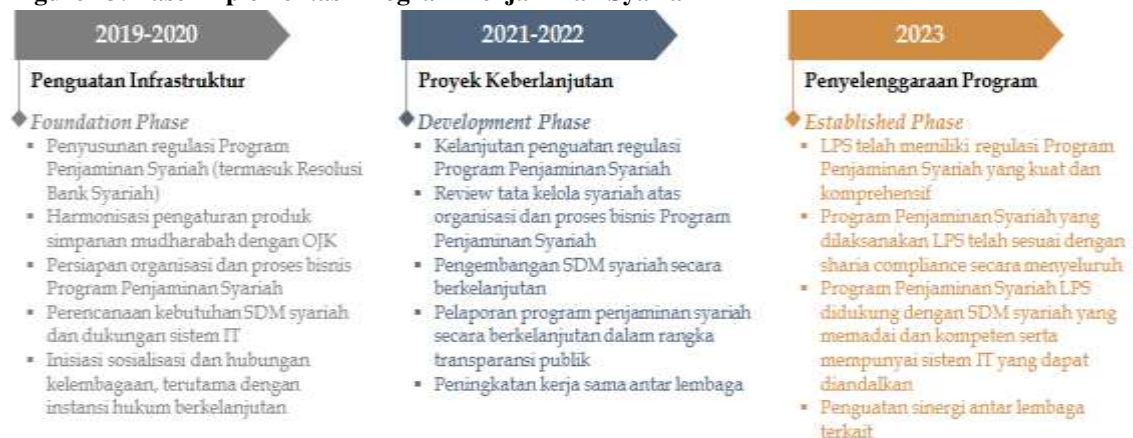 2019-2020
Penguatan Infrastruktur
Foundation Phase
▪ Penyusunan regulasi Program
Penjaminan Syariah (termasuk Resolusi
Bank Syariah)
▪ Harmonisasi pengaturan produk
simpanan mudharabah dengan OJK
▪ Persiapan organisasi dan proses bisnis
Program Penjaminan Syariah
▪ Perencanaan kebutuhan SDM syariah
dan dukungan sistem IT
▪ Inisiasi sosialisasi dan hubungan
kelembagaan, terutama dengan
instansi hukum berkelanjutan
2021-2022
Proyek Keberlanjutan
Development Phase
▪ Kelanjutan penguatan regulasi
Program Penjaminan Syariah
▪ Review tata kelola syariah atas
organisasi dan proses bisnis Program
Penjaminan Syariah
▪ Pengembangan SDM syariah secara
berkelanjutan
▪ Pelaporan program penjaminan syariah
secara berkelanjutan dalam rangka
transparansi publik
▪ Peningkatan kerja sama antar lembaga
2023
Penyelenggaraan Program
Established Phase
▪ LPS telah memiliki regulasi Program
Penjaminan Syariah yang kuat dan
komprehensif
▪ Program Penjaminan Syariah yang
dilaksanakan LPS telah sesuai dengan
sharia compliance secara menyeluruh
▪ Program Penjaminan Syariah LPS
didukung dengan SDM syariah yang
memadai dan kompeten serta
mempunyai sistem IT yang dapat
diandalkan
▪ Penguatan sinergi antar lembaga
terkait